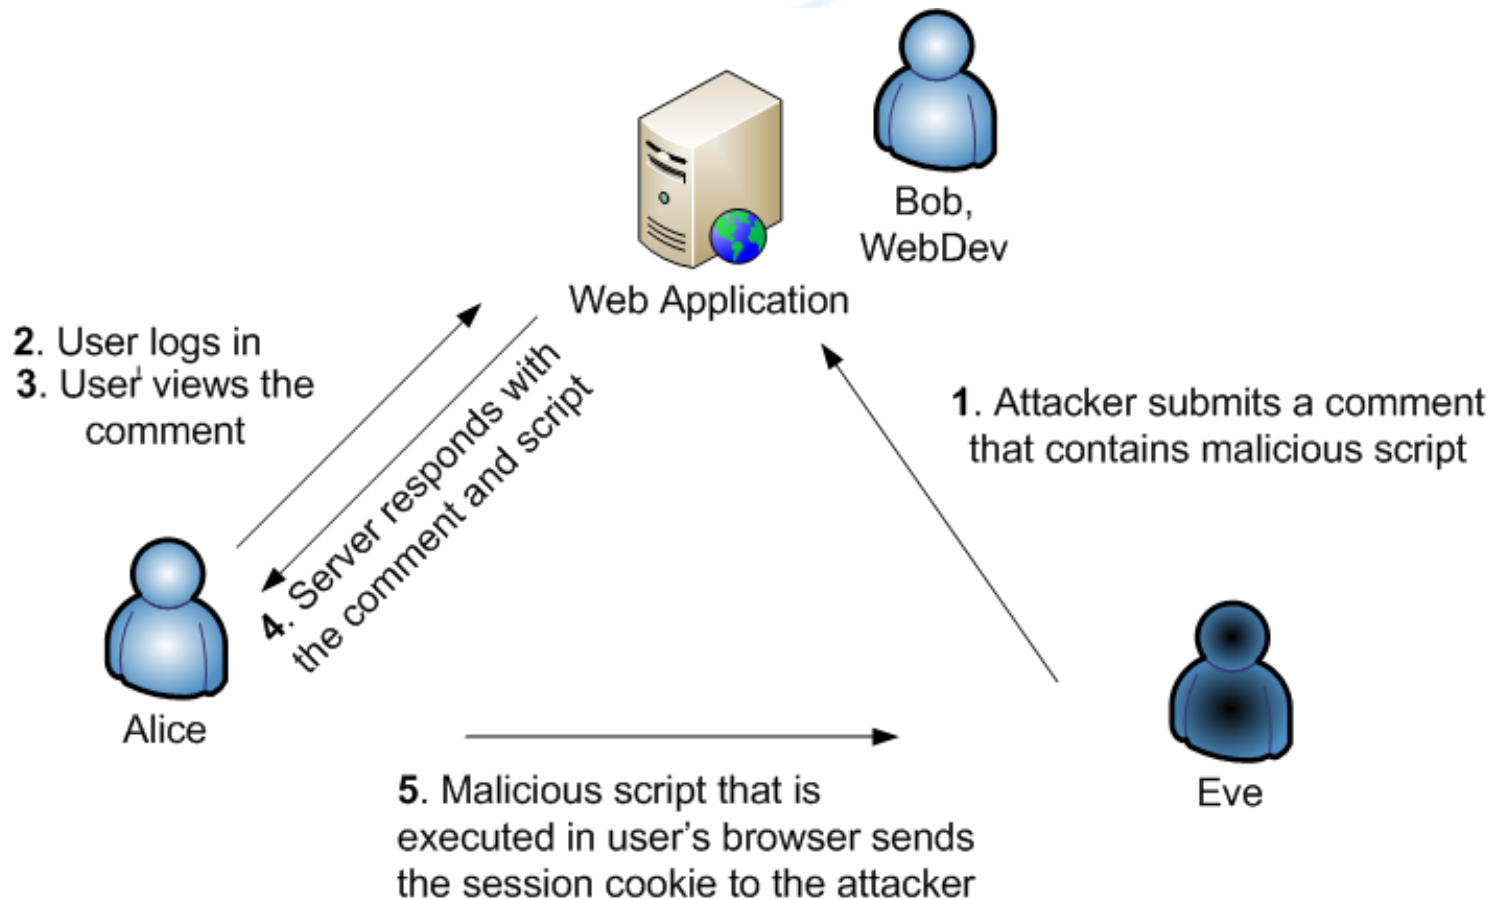 Bob,
WebDev
Web Application
2. User logs in
3. User views the
comment
4. Server responds with
the comment and script
1. Attacker submits a comment
that contains malicious script
Alice
Eve
5. Malicious script that is
executed in user’s browser sends
the session cookie to the attacker